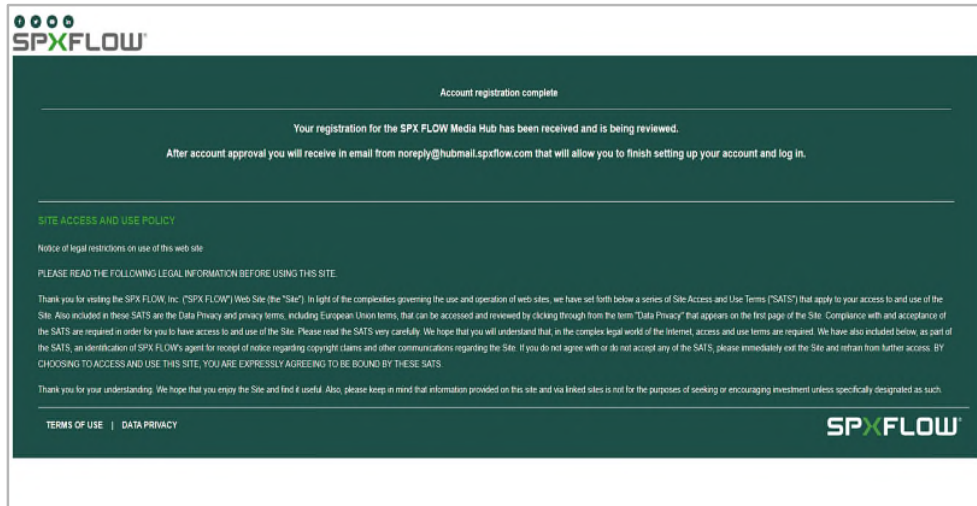 SPXFLOW
Account registration complete
Your registration for the SPX FLOW Media Hub has been received and is being reviewed.
After account approval you will receive in email from noreply@hubmail.spxflow.com that will allow you to finish setting up your account and log in.
SITE ACCESS AND USE POLICY
Notice of legal restrictions on use of this web site
PLEASE READ THE FOLLOWING LEGAL INFORMATION BEFORE USING THIS SITE.
Thank you for visiting the SPX FLOW, Inc. ("SPX FLOW") Web Site (the "Site"). In light of the complexities governing the use and operation of web sites, we have set forth below a series of Site Access and Use Terms ("SATS") that apply to your access to and use of the
Site. Also included in these SATS are the Data Privacy and privacy terms, including European Union terms, that can be accessed and reviewed by clicking through from the term "Data Privacy" that appears on the first page of the Site. Compliance with and acceptance of
the SATS are required in order for you to have access to and use of the Site. Please read the SATS very carefully. We hope that you will understand that, in the complex legal world of the Internet, access and use terms are required. We have also included below, as part of
the SATS, an identification of SPX FLOW's agent for receipt of notice regarding copyright claims and other communications regarding the Site. If you do not agree with or do not accept any of the SATS, please immediately exit the Site and refrain from further access. BY
CHOOSING TO ACCESS AND USE THIS SITE, YOU ARE EXPRESSLY AGREEING TO BE BOUND BY THESE SATS.
Thank you for your understanding. We hope that you enjoy the Site and find it useful. Also, please keep in mind that information provided on this site and via linked sites is not for the purposes of seeking or encouraging investment unless specifically designated as such.
TERMS OF USE | DATA PRIVACY
SPXFLOW